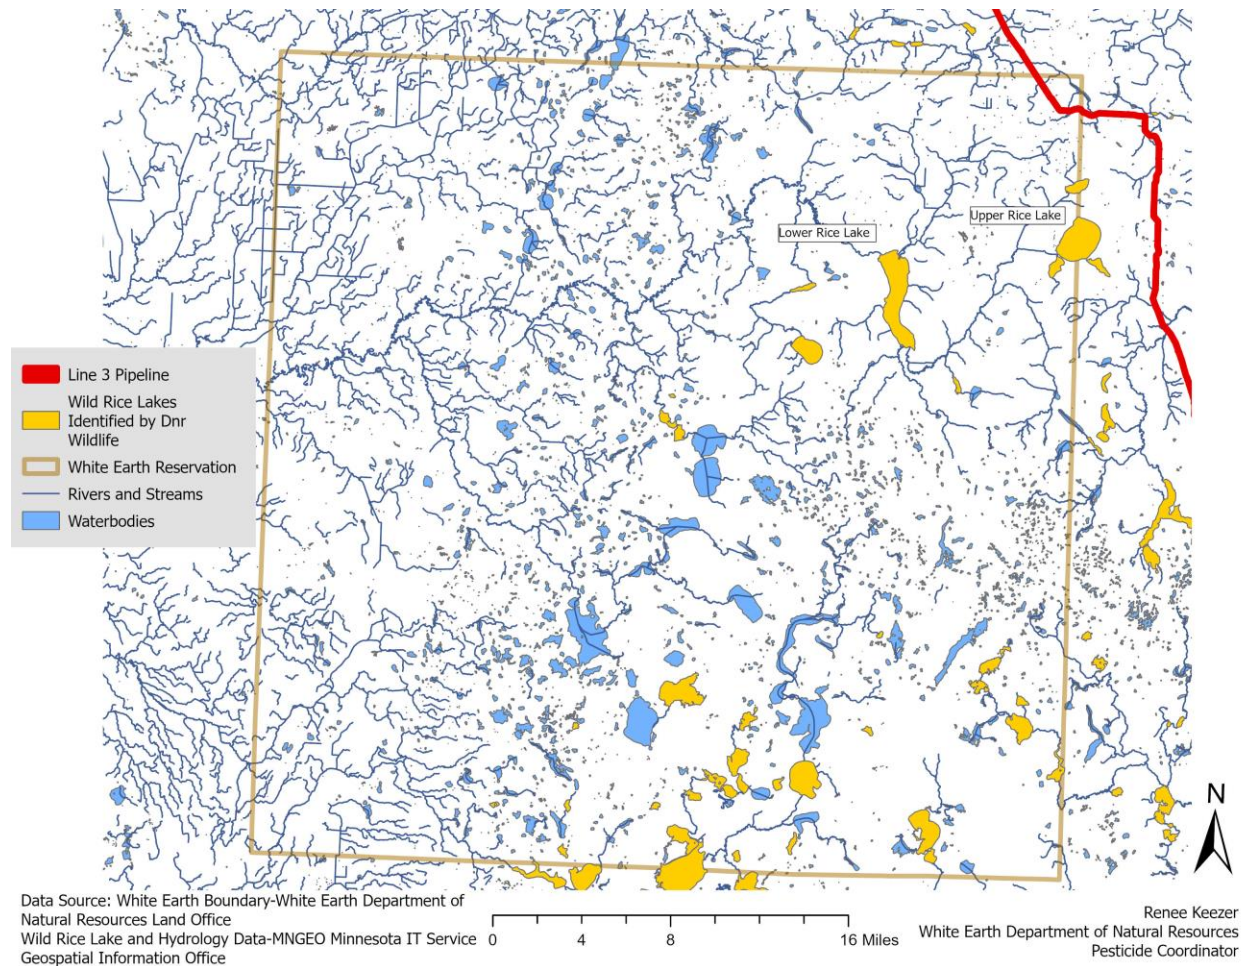 Upper Rice Lake
Lower Rice Lake
Line 3 Pipeline
Wild Rice Lakes
Identified by Dnr
Wildlife
White Earth Reservation
Rivers and Streams
Waterbodies
N
Data Source: White Earth Boundary-White Earth Department of
Natural Resources Land Office
Wild Rice Lake and Hydrology Data-MNGEO Minnesota IT Service
Geospatial Information Office
0 4 8 16 Miles
Renee Keezer
White Earth Department of Natural Resources
Pesticide Coordinator